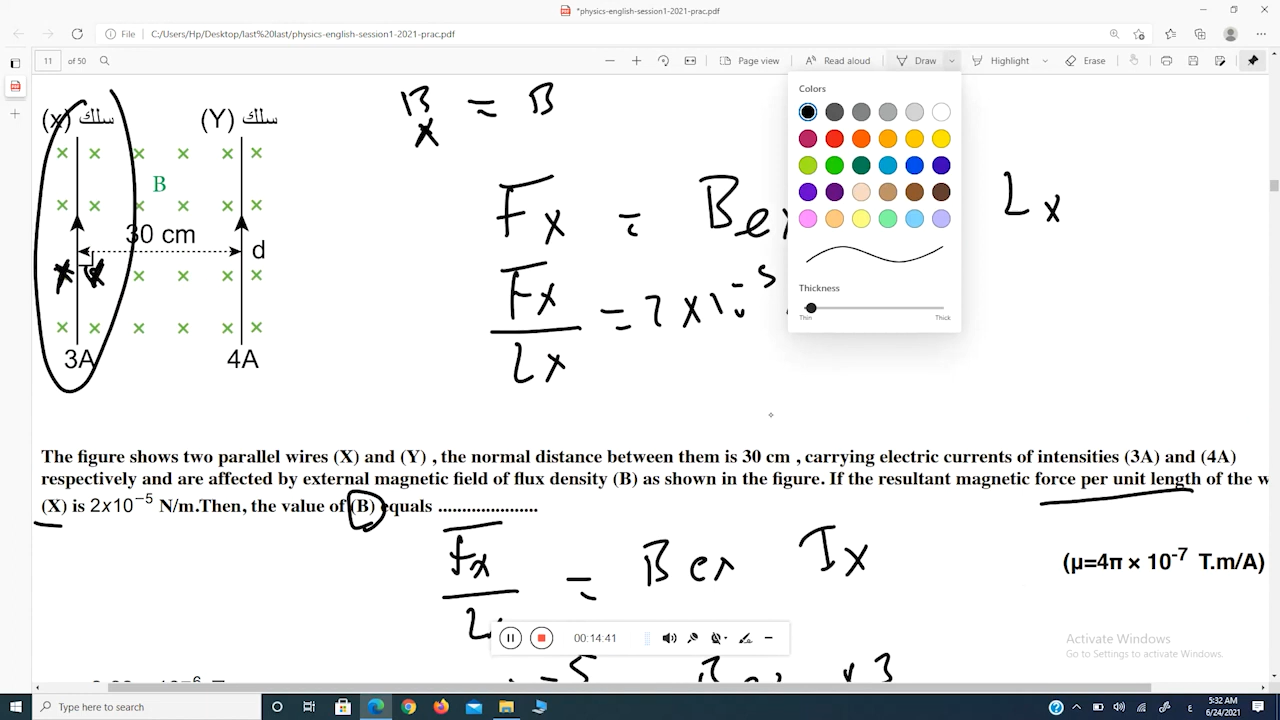 *physics-english-session1-2021-prac.pdf
File C:/Users/Hp/Desktop/last%20last/physics-english-session1-2021-prac.pdf
11 of 50 Page view Read aloud Draw Highlight Erase
Colors
Thickness
Thin Thick
(x) سلك (Y) سلك
B
30 cm
d
3A 4A
B = B
x
Fx = Bex Lx
Fx
Lx
The figure shows two parallel wires (X) and (Y) , the normal distance between them is 30 cm , carrying electric currents of intensities (3A) and (4A)
respectively and are affected by external magnetic field of flux density (B) as shown in the figure. If the resultant magnetic force per unit length of the w
(X) is 2x10⁻⁵ N/m.Then, the value of (B) equals .....................
(μ=4π × 10⁻⁷ T.m/A)
Fx = Bex Ix
00:14:41
Activate Windows
Go to Settings to activate Windows.
Type here to search
5:32 AM
6/24/2021